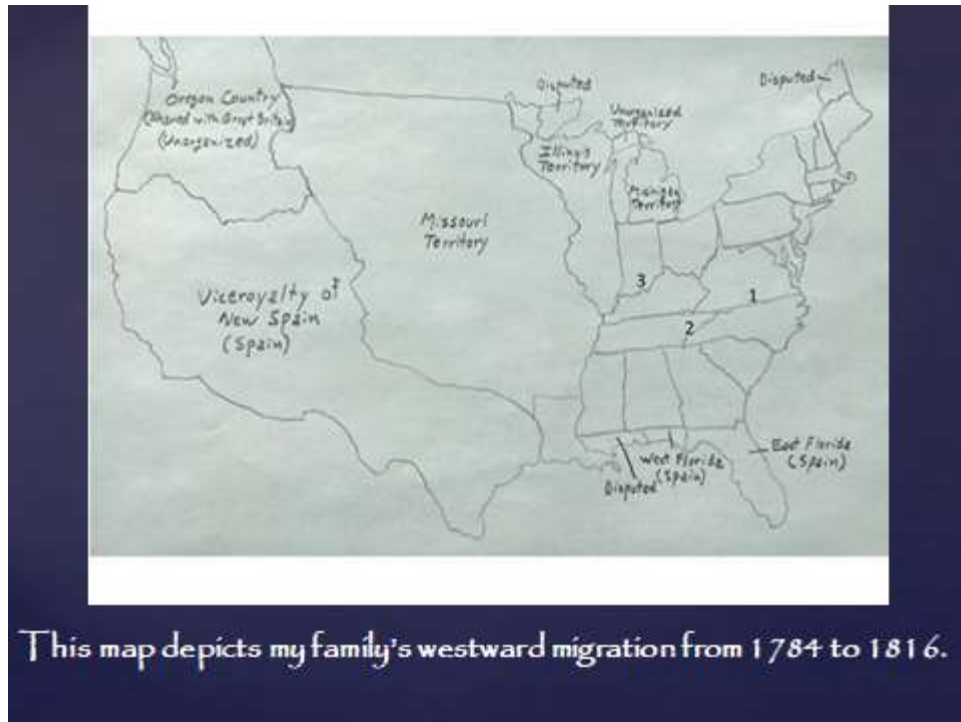 Disputed
Disputed
Oregon Country
(Shared with Great Britain)
(Unorganized)
Unorganized
Territory
Illinois
Territory
Michigan
Territory
Missouri
Territory
3
1
2
Viceroyalty of
New Spain
(Spain)
East Florida
(Spain)
West Florida
(Spain)
Disputed
This map depicts my family's westward migration from 1784 to 1816.